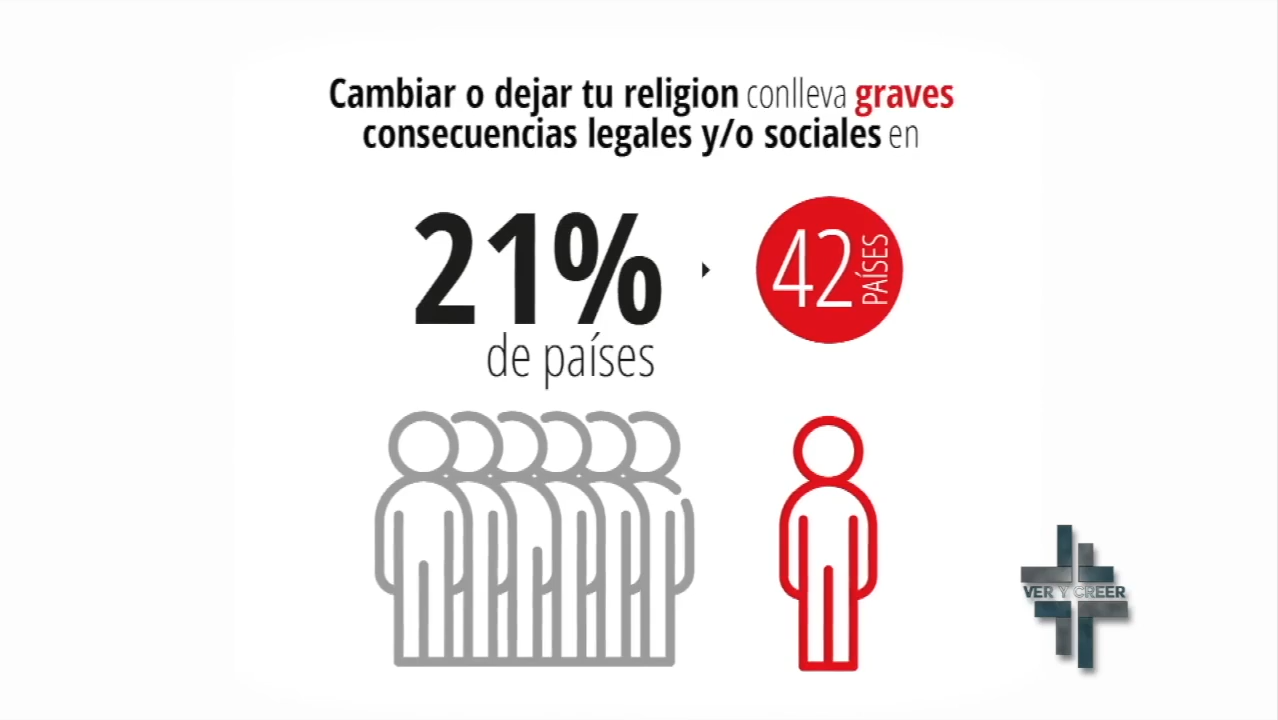 Cambiar o dejar tu religion conlleva graves
consecuencias legales y/o sociales en
21%
de países
42
PAÍSES
VER Y CREER